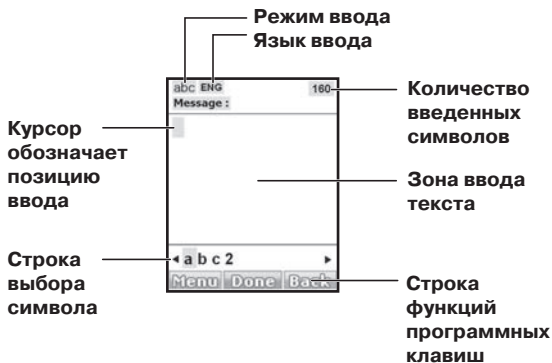 Режим ввода
Язык ввода
abc ENG 160
Message :
Количество
введенных
символов
Курсор
обозначает
позицию
ввода
Зона ввода
текста
a b c 2
Menu Done Back
Строка
выбора
символа
Строка
функций
программных
клавиш